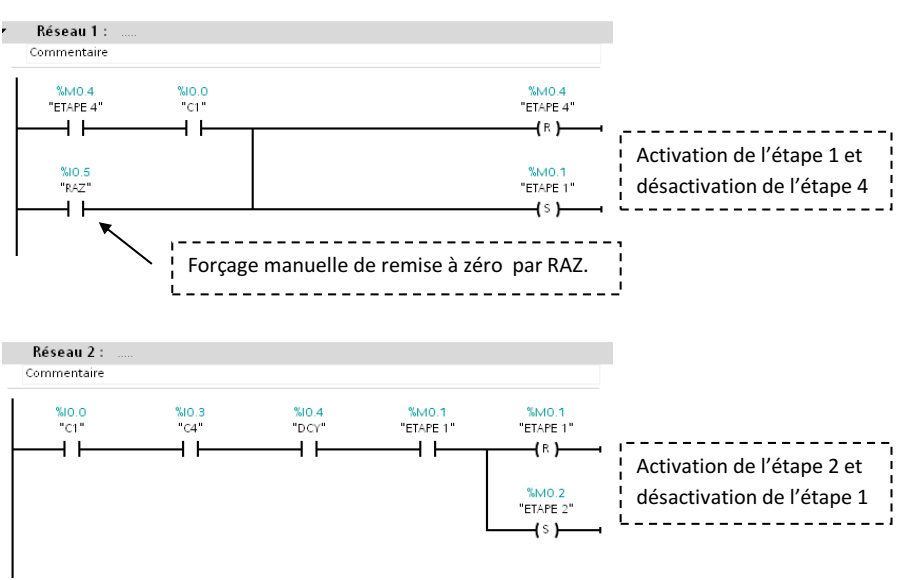 Réseau 1 : .....
Commentaire
%M0.4 %I0.0 %M0.4
"ETAPE 4" "C1" "ETAPE 4"
R
%I0.5 %M0.1
"RAZ" "ETAPE 1"
S
Activation de l'étape 1 et
désactivation de l'étape 4
Forçage manuelle de remise à zéro par RAZ.
Réseau 2 : .....
Commentaire
%I0.0 %I0.3 %I0.4 %M0.1 %M0.1
"C1" "C4" "DCY" "ETAPE 1" "ETAPE 1"
R
%M0.2
"ETAPE 2"
S
Activation de l'étape 2 et
désactivation de l'étape 1